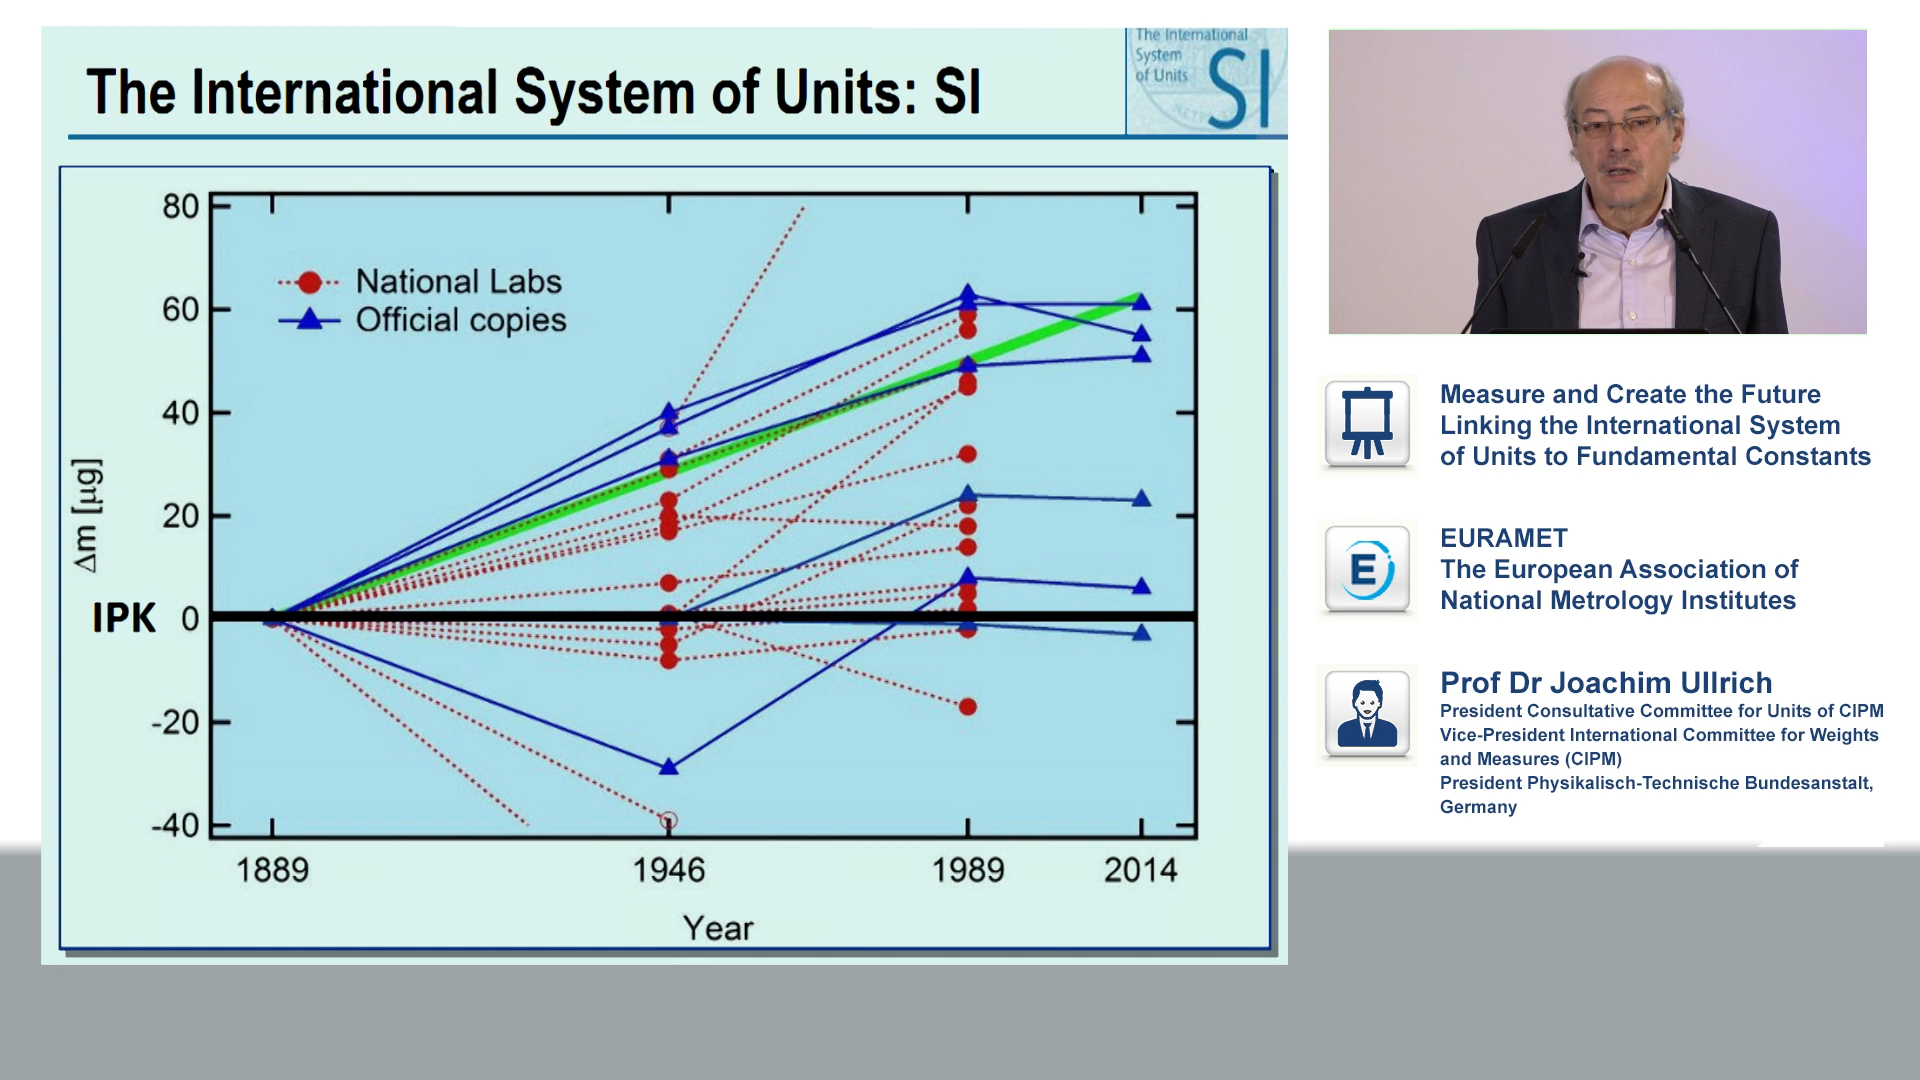 The International System of Units: SI
The International
System
of Units
SI
80
60
40
20
0
-20
-40
IPK
Δm [µg]
National Labs
Official copies
1889
1946
1989
2014
Year
Measure and Create the Future
Linking the International System
of Units to Fundamental Constants
E
EURAMET
The European Association of
National Metrology Institutes
Prof Dr Joachim Ullrich
President Consultative Committee for Units of CIPM
Vice-President International Committee for Weights
and Measures (CIPM)
President Physikalisch-Technische Bundesanstalt,
Germany